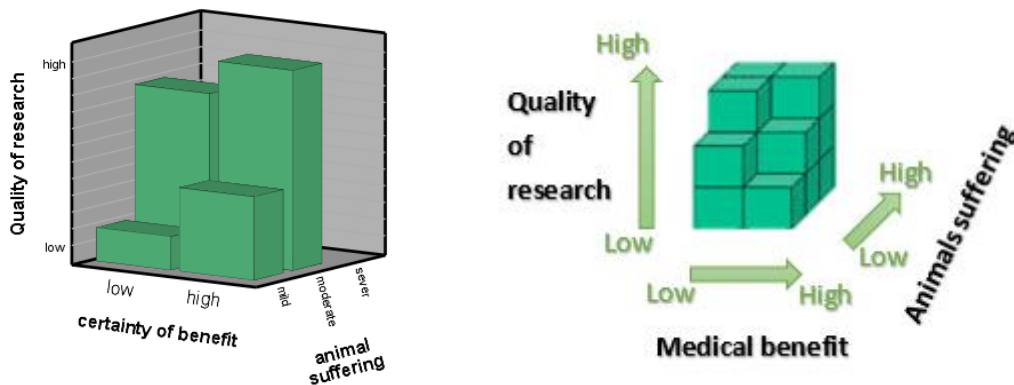 high
Quality of research
low
low
high
certainty of benefit
mild
moderate
sever
animal
suffering
High
Quality
of
research
Low
Low
High
Medical benefit
High
Low
Animals suffering